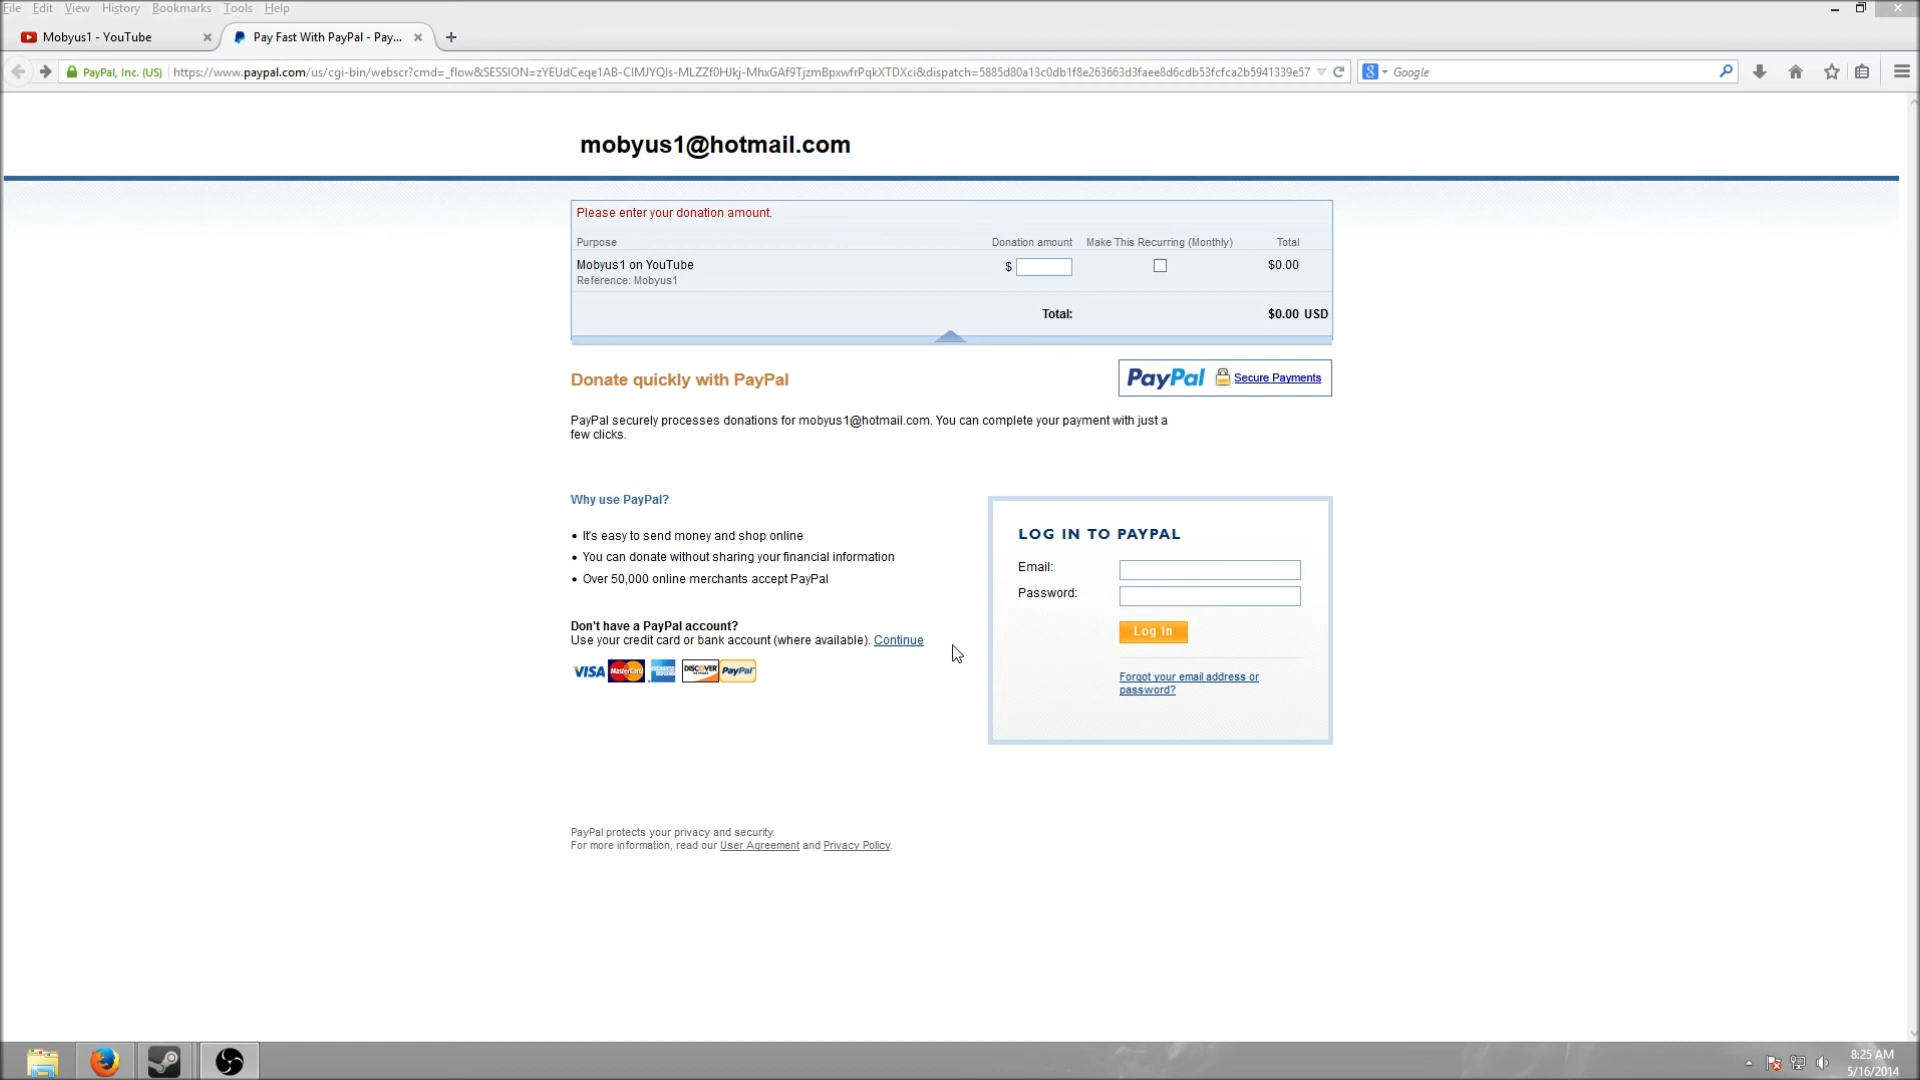 File Edit View History Bookmarks Tools Help
Mobyus1 - YouTube
Pay Fast With PayPal - Pay...
PayPal, Inc. (US)
https://www.paypal.com/us/cgi-bin/webscr?cmd=_flow&SESSION=zYEUdCeqe1AB-ClMJYQIs-MLZZf0HJkj-MhxGAf9TjzmBpxwfrPqkXTDXci&dispatch=5885d80a13c0db1f8e263663d3faee8d6cdb53fcfca2b5941339e57
Google
mobyus1@hotmail.com
Please enter your donation amount.
Purpose Donation amount Make This Recurring (Monthly) Total
Mobyus1 on YouTube $ $0.00
Reference: Mobyus1
Total: $0.00 USD
Donate quickly with PayPal
PayPal Secure Payments
PayPal securely processes donations for mobyus1@hotmail.com. You can complete your payment with just a
few clicks.
Why use PayPal?
• It's easy to send money and shop online
• You can donate without sharing your financial information
• Over 50,000 online merchants accept PayPal
Don't have a PayPal account?
Use your credit card or bank account (where available). Continue
VISA MasterCard AMERICAN EXPRESS DISCOVER PayPal
LOG IN TO PAYPAL
Email:
Password:
Log In
Forgot your email address or
password?
PayPal protects your privacy and security.
For more information, read our User Agreement and Privacy Policy.
8:25 AM
5/16/2014